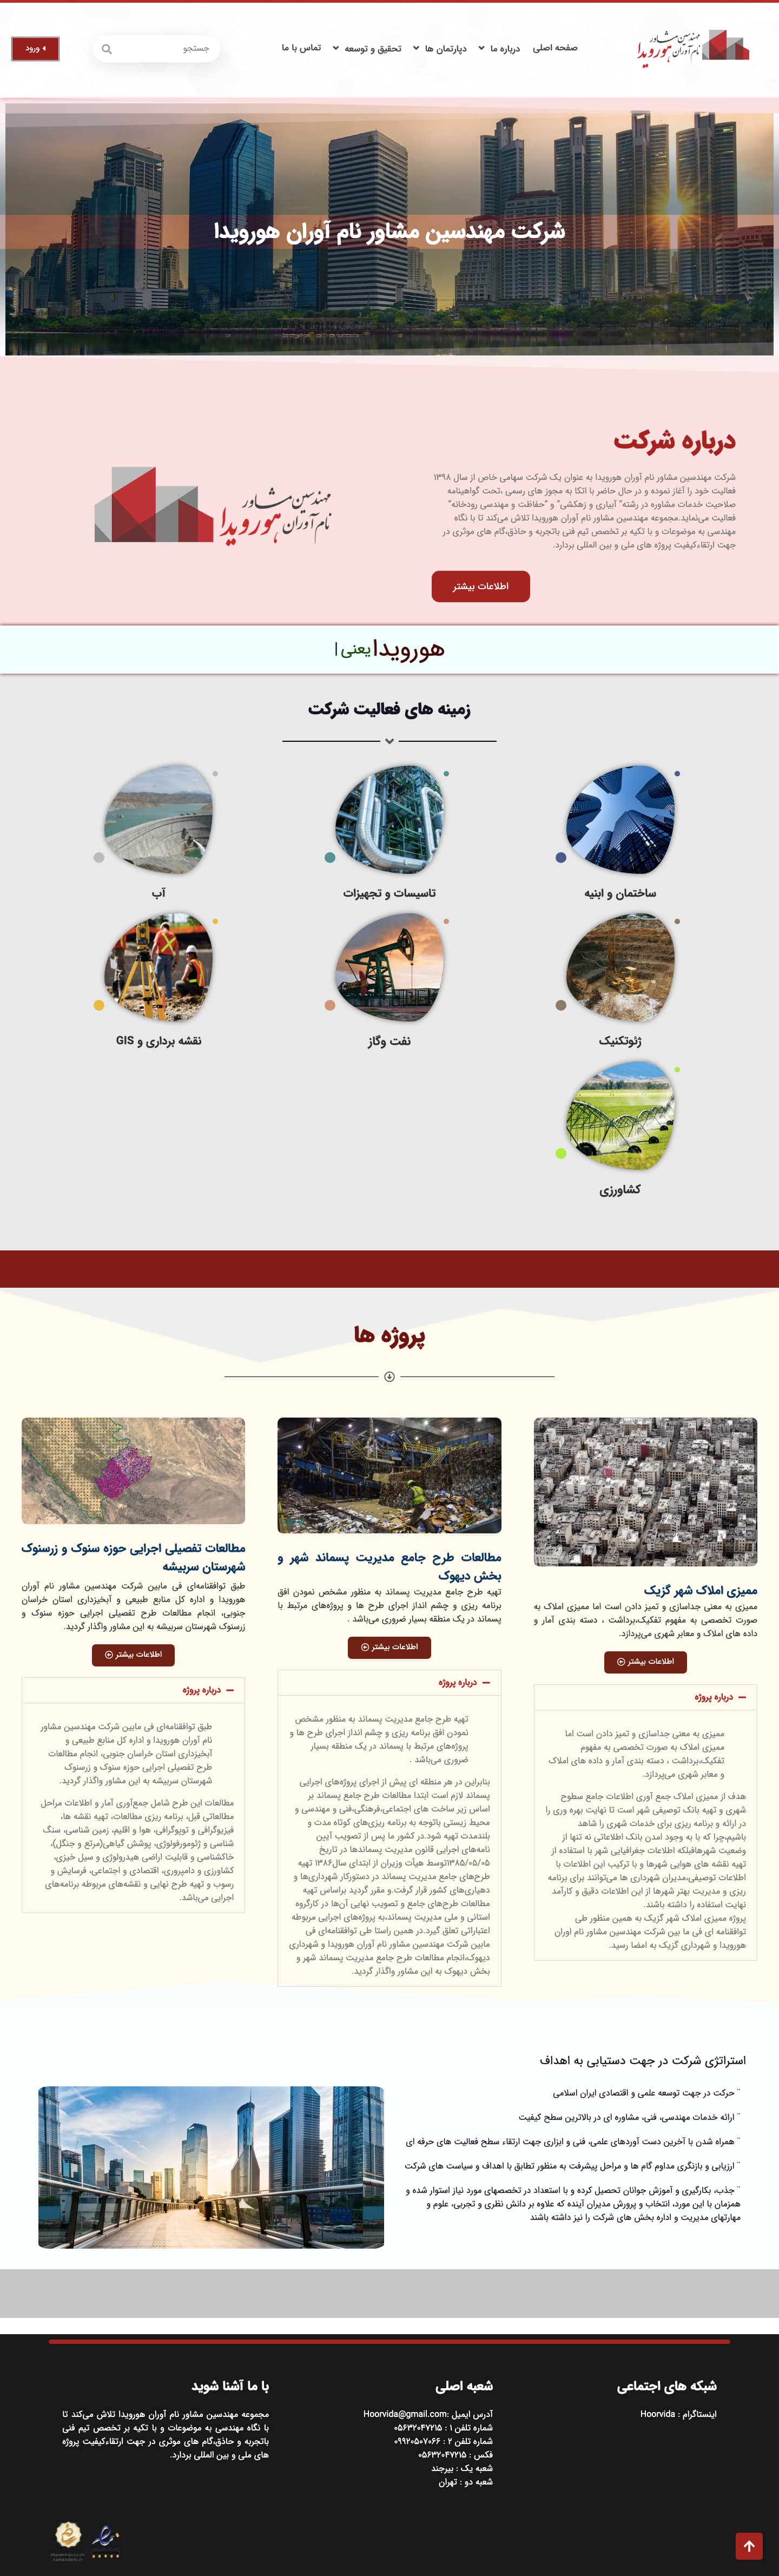 مهندسین مشاور
نام آوران هورویدا
صفحه اصلی
درباره ما
دپارتمان ها
تحقیق و توسعه
تماس با ما
جستجو
ورود
شرکت مهندسین مشاور نام آوران هورویدا
درباره شرکت
شرکت مهندسین مشاور نام آوران هورویدا به عنوان یک شرکت سهامی خاص از سال ۱۳۹۸
فعالیت خود را آغاز نموده و در حال حاضر با اتکا به مجوز های رسمی ،تحت گواهینامه
صلاحیت خدمات مشاوره در رشته" آبیاری و زهکشی" و "حفاظت و مهندسی رودخانه"
فعالیت می‌نماید.مجموعه مهندسین مشاور نام آوران هورویدا تلاش می‌کند تا با نگاه
مهندسی به موضوعات و با تکیه بر تخصص تیم فنی باتجربه و حاذق،گام های موثری در
جهت ارتقاءکیفیت پروژه های ملی و بین المللی بردارد.
اطلاعات بیشتر
مهندسین مشاور
نام آوران هورویدا
هورویدا یعنی |
زمینه های فعالیت شرکت
ساختمان و ابنیه
تاسیسات و تجهیزات
آب
ژئوتکنیک
نفت وگاز
نقشه برداری و GIS
کشاورزی
پروژه ها
ممیزی املاک شهر گزیک
ممیزی به معنی جداسازی و تمیز دادن است اما ممیزی املاک به
صورت تخصصی به مفهوم تفکیک،برداشت ، دسته بندی آمار و
داده های املاک و معابر شهری می‌پردازد.
اطلاعات بیشتر
درباره پروژه
ممیزی به معنی جداسازی و تمیز دادن است اما
ممیزی املاک به صورت تخصصی به مفهوم
تفکیک،برداشت ، دسته بندی آمار و داده های املاک
و معابر شهری می‌پردازد.
هدف از ممیزی املاک جمع آوری اطلاعات جامع سطوح
شهری و تهیه بانک توصیفی شهر است تا نهایت بهره وری را
در ارائه و برنامه ریزی برای خدمات شهری را شاهد
باشیم،چرا که با به وجود امدن بانک اطلاعاتی نه تنها از
وضعیت شهرهافبلکه اطلاعات جغرافیایی شهر با استفاده از
تهیه نقشه های هوایی شهرها و با ترکیب این اطلاعات با
اطلاعات توصیفی،مدیران شهرداری ها می‌توانند برای برنامه
ریزی و مدیریت بهتر شهرها از این اطلاعات دقیق و کارآمد
نهایت استفاده را داشته باشند.
پروژه ممیزی املاک شهر گزیک به همین منظور طی
توافقنامه ای فی ما بین شرکت مهندسین مشاور نام اوران
هورویدا و شهرداری گزیک به امضا رسید.
مطالعات طرح جامع مدیریت پسماند شهر و
بخش دیهوک
تهیه طرح جامع مدیریت پسماند به منظور مشخص نمودن افق
برنامه ریزی و چشم انداز اجرای طرح ها و پروژه‌های مرتبط با
پسماند در یک منطقه بسیار ضروری می‌باشد .
اطلاعات بیشتر
درباره پروژه
تهیه طرح جامع مدیریت پسماند به منظور مشخص
نمودن افق برنامه ریزی و چشم انداز اجرای طرح ها و
پروژه‌های مرتبط با پسماند در یک منطقه بسیار
ضروری می‌باشد .
بنابراین در هر منطقه ای پیش از اجرای پروژه‌های اجرایی
پسماند لازم است ابتدا مطالعات طرح جامع پسماند بر
اساس زیر ساخت های اجتماعی،فرهنگی،فنی و مهندسی و
محیط زیستی باتوجه به برنامه ریزی‌های کوتاه مدت و
بلندمدت تهیه شود.در کشور ما پس از تصویب آیین
نامه‌های اجرایی قانون مدیریت پسماندها در تاریخ
۱۳۸۵/۰۵/۰۵توسط هیأت وزیران از ابتدای سال۱۳۸۶ تهیه
طرح‌های جامع مدیریت پسماند در دستورکار شهرداری‌ها و
دهیاری‌های کشور قرار گرفت.و مقرر گردید براساس تهیه
مطالعات طرح‌های جامع و تصویب نهایی آن‌ها در کارگروه
استانی و ملی مدیریت پسماند،به پروژه‌های اجرایی مربوطه
اعتباراتی تعلق گیرد.در همین راستا طی توافقنامه‌ای فی
مابین شرکت مهندسین مشاور نام آوران هورویدا و شهرداری
دیهوک،انجام مطالعات طرح جامع مدیریت پسماند شهر و
بخش دیهوک به این مشاور واگذار گردید.
مطالعات تفصیلی اجرایی حوزه سنوک و زرسنوک
شهرستان سربیشه
طبق توافقنامه‌ای فی مابین شرکت مهندسین مشاور نام آوران
هورویدا و اداره کل منابع طبیعی و آبخیزداری استان خراسان
جنوبی، انجام مطالعات طرح تفصیلی اجرایی حوزه سنوک و
زرسنوک شهرستان سربیشه به این مشاور واگذار گردید.
اطلاعات بیشتر
درباره پروژه
طبق توافقنامه‌ای فی مابین شرکت مهندسین مشاور
نام آوران هورویدا و اداره کل منابع طبیعی و
آبخیزداری استان خراسان جنوبی، انجام مطالعات
طرح تفصیلی اجرایی حوزه سنوک و زرسنوک
شهرستان سربیشه به این مشاور واگذار گردید.
مطالعات این طرح شامل جمع‌آوری آمار و اطلاعات مراحل
مطالعاتی قبل، برنامه ریزی مطالعات، تهیه نقشه ها،
فیزیوگرافی و توپوگرافی، هوا و اقلیم، زمین شناسی، سنگ
شناسی و ژئومورفولوژی، پوشش گیاهی(مرتع و جنگل)،
خاکشناسی و قابلیت اراضی هیدرولوژی و سیل خیزی،
کشاورزی و دامپروری، اقتصادی و اجتماعی، فرسایش و
رسوب و تهیه طرح نهایی و نقشه‌های مربوطه برنامه‌های
اجرایی می‌باشد.
استراتژی شرکت در جهت دستیابی به اهداف
¨ حرکت در جهت توسعه علمی و اقتصادی ایران اسلامی
¨ ارائه خدمات مهندسی، فنی، مشاوره ای در بالاترین سطح کیفیت
¨ همراه شدن با آخرین دست آوردهای علمی، فنی و ابزاری جهت ارتقاء سطح فعالیت های حرفه ای
¨ ارزیابی و بازنگری مداوم گام ها و مراحل پیشرفت به منظور تطابق با اهداف و سیاست های شرکت
¨ جذب، بکارگیری و آموزش جوانان تحصیل کرده و با استعداد در تخصصهای مورد نیاز استوار شده و
همزمان با این مورد، انتخاب و پرورش مدیران آینده که علاوه بر دانش نظری و تجربی، علوم و
مهارتهای مدیریت و اداره بخش های شرکت را نیز داشته باشند
شبکه های اجتماعی
اینستاگرام : Hoorvida
شعبه اصلی
آدرس ایمیل :Hoorvida@gmail.com
شماره تلفن ۱ : ۰۵۶۳۲۰۴۷۲۱۵
شماره تلفن ۲ : ۰۹۹۲۰۵۰۷۰۶۶
فکس : ۰۵۶۳۲۰۴۷۲۱۵
شعبه یک : بیرجند
شعبه دو : تهران
با ما آشنا شوید
مجموعه مهندسین مشاور نام آوران هورویدا تلاش می‌کند تا
با نگاه مهندسی به موضوعات و با تکیه بر تخصص تیم فنی
باتجربه و حاذق،گام های موثری در جهت ارتقاءکیفیت پروژه
های ملی و بین المللی بردارد.